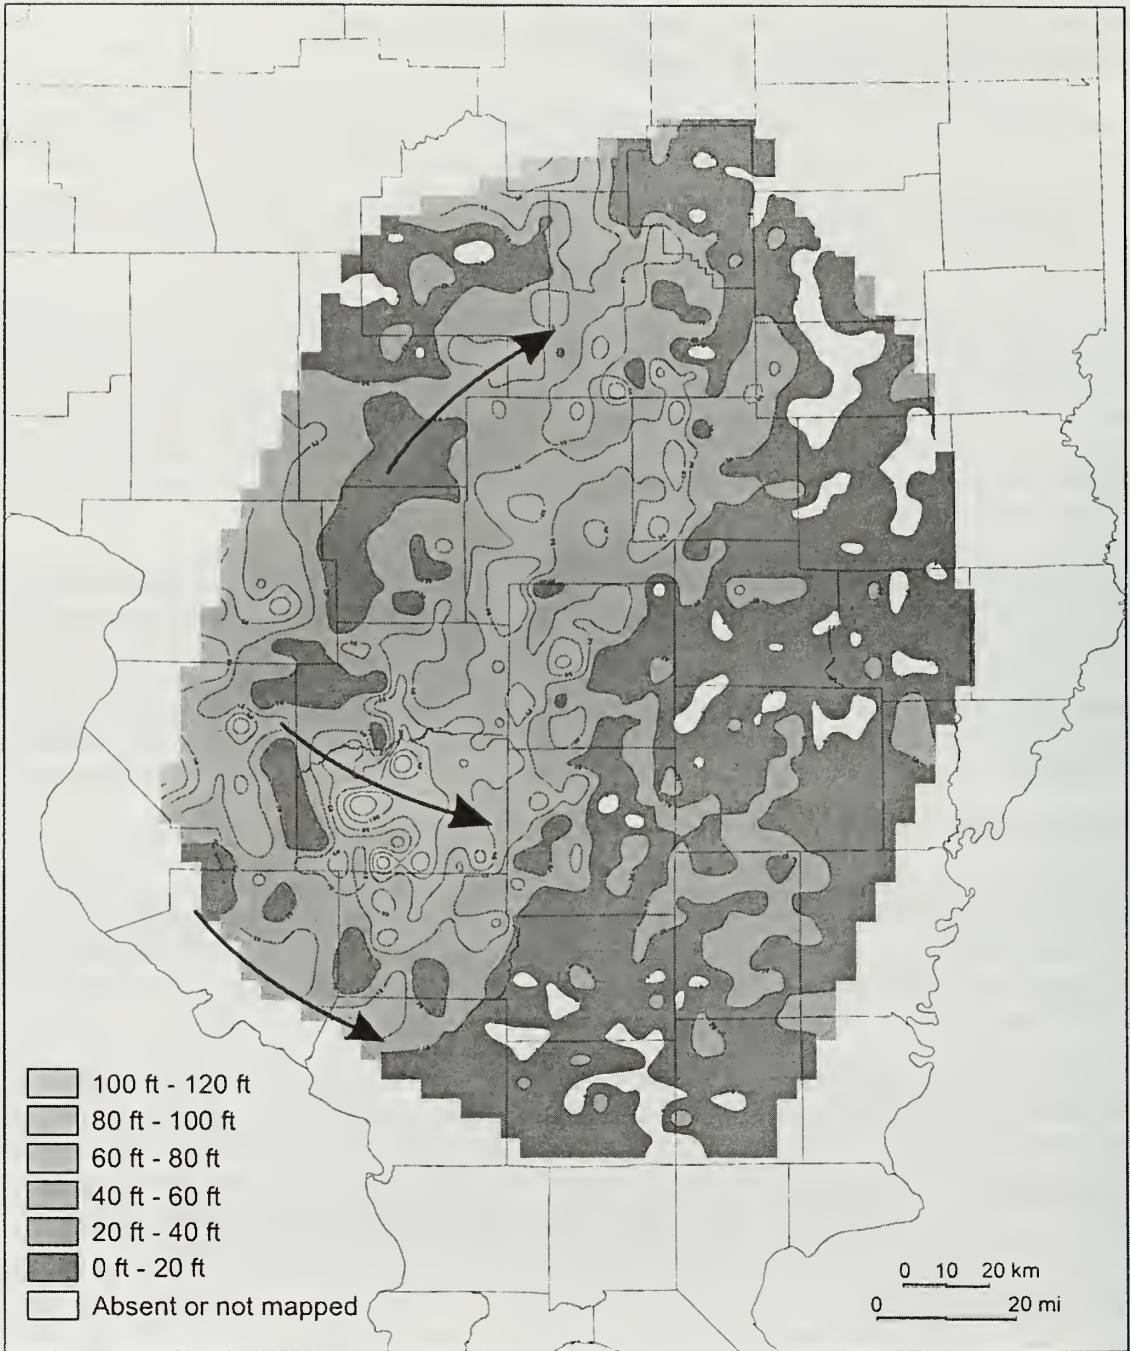 100 ft - 120 ft
80 ft - 100 ft
60 ft - 80 ft
40 ft - 60 ft
20 ft - 40 ft
0 ft - 20 ft
Absent or not mapped
0 10 20 km
0 20 mi